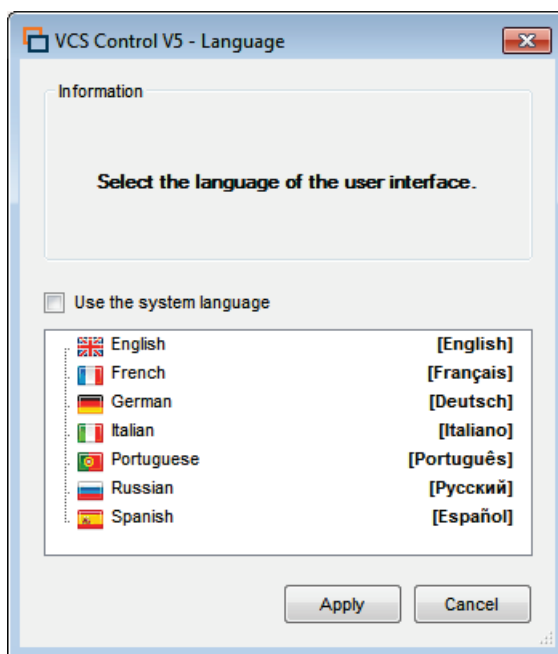 VCS Control V5 - Language
Information
Select the language of the user interface.
Use the system language
English [English]
French [Français]
German [Deutsch]
Italian [Italiano]
Portuguese [Português]
Russian [Русский]
Spanish [Español]
Apply Cancel